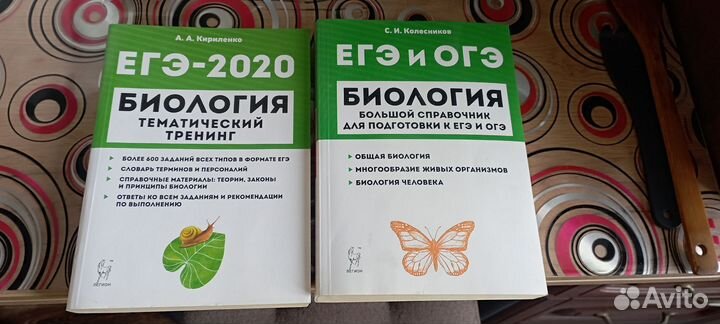 А. А. Кириленко
ЕГЭ-2020
БИОЛОГИЯ
ТЕМАТИЧЕСКИЙ
ТРЕНИНГ
БОЛЕЕ 600 ЗАДАНИЙ ВСЕХ ТИПОВ В ФОРМАТЕ ЕГЭ
СЛОВАРЬ ТЕРМИНОВ И ПЕРСОНАЛИЙ
СПРАВОЧНЫЕ МАТЕРИАЛЫ: ТЕОРИИ, ЗАКОНЫ
И ПРИНЦИПЫ БИОЛОГИИ
ОТВЕТЫ КО ВСЕМ ЗАДАНИЯМ И РЕКОМЕНДАЦИИ
ПО ВЫПОЛНЕНИЮ
ЛЕГИОН
С. И. Колесников
ЕГЭ и ОГЭ
БИОЛОГИЯ
БОЛЬШОЙ СПРАВОЧНИК
ДЛЯ ПОДГОТОВКИ К ЕГЭ И ОГЭ
ОБЩАЯ БИОЛОГИЯ
МНОГООБРАЗИЕ ЖИВЫХ ОРГАНИЗМОВ
БИОЛОГИЯ ЧЕЛОВЕКА
ЛЕГИОН
Avito